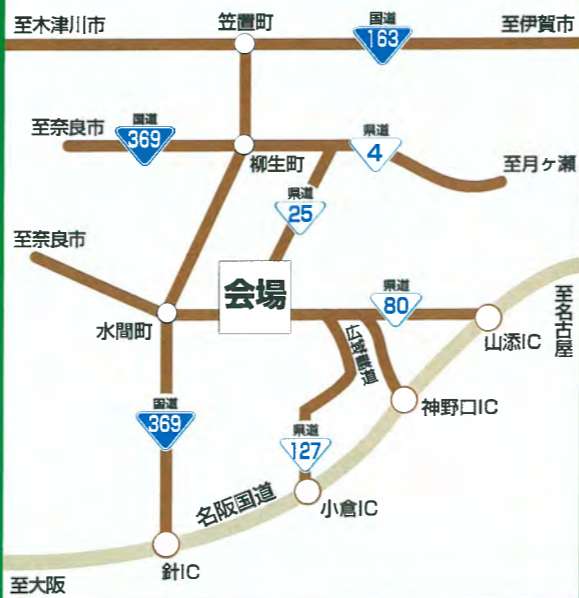 至木津川市
笠置町
国道
163
至伊賀市
至奈良市
国道
369
柳生町
県道
4
至月ヶ瀬
県道
25
至奈良市
会場
県道
80
至名古屋
水間町
広域農道
山添IC
神野口IC
国道
369
県道
127
名阪国道
小倉IC
針IC
至大阪